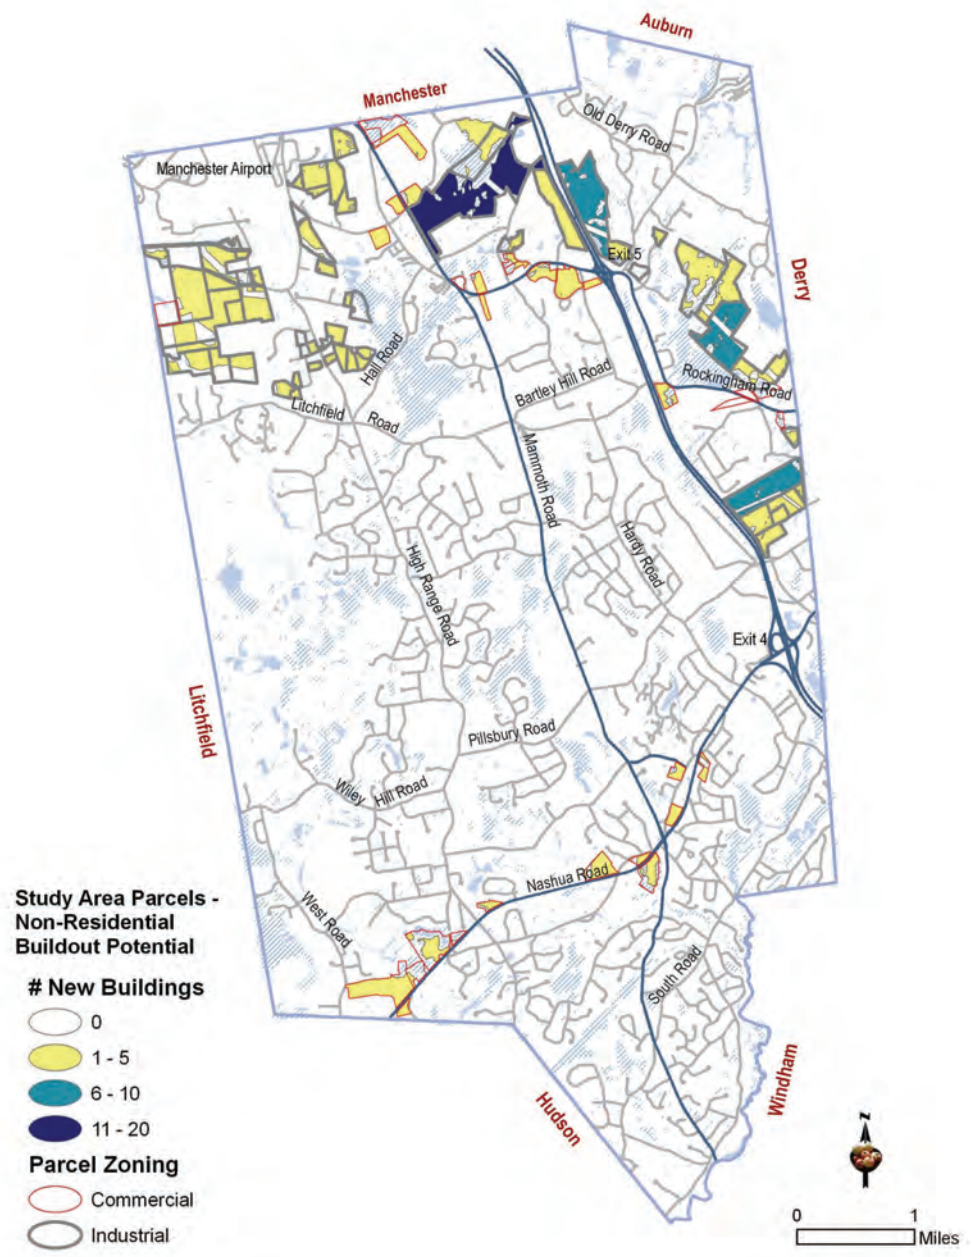 Auburn
Manchester
Old Derry Road
Manchester Airport
Exit 5
Derry
Hall Road
Rockingham Road
Bartley Hill Road
Litchfield Road
Mammoth Road
Hardy Road
High Range Road
Exit 4
Litchfield
Pillsbury Road
Wiley Hill Road
Nashua Road
West Road
South Road
Windham
Hudson
Study Area Parcels -
Non-Residential
Buildout Potential
# New Buildings
0
1 - 5
6 - 10
11 - 20
Parcel Zoning
Commercial
Industrial
N
0 1
Miles